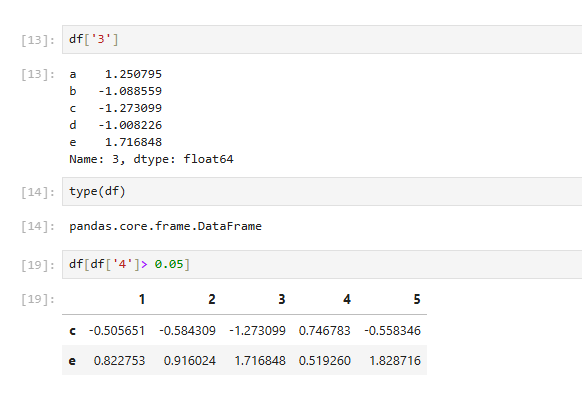 [13]: df['3']
[13]: a 1.250795
b -1.088559
c -1.273099
d -1.008226
e 1.716848
Name: 3, dtype: float64
[14]: type(df)
[14]: pandas.core.frame.DataFrame
[19]: df[df['4']> 0.05]
[19]: 1 2 3 4 5
c -0.505651 -0.584309 -1.273099 0.746783 -0.558346
e 0.822753 0.916024 1.716848 0.519260 1.828716